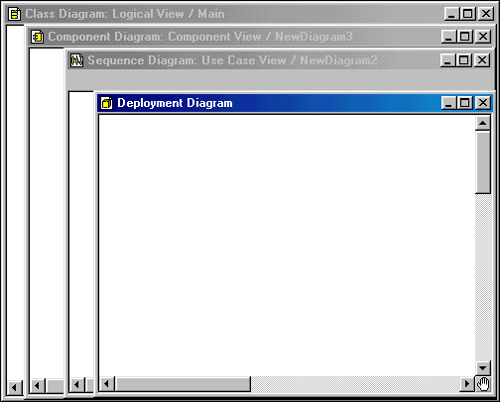 Class Diagram: Logical View / Main
Component Diagram: Component View / NewDiagram3
Sequence Diagram: Use Case View / NewDiagram2
Deployment Diagram